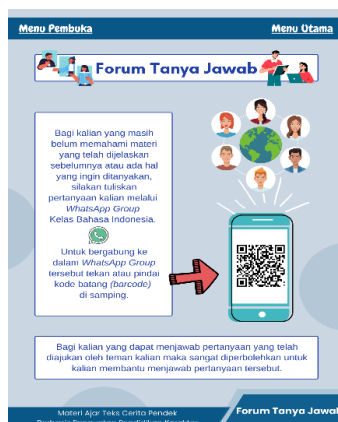 Menu Pembuka
Menu Utama
Forum Tanya Jawab
Bagi kalian yang masih
belum memahami materi
yang telah dijelaskan
sebelumnya atau ada hal
yang ingin ditanyakan,
silakan tuliskan
pertanyaan kalian melalui
WhatsApp Group
Kelas Bahasa Indonesia.
Untuk bergabung ke
dalam WhatsApp Group
tersebut tekan atau pindai
kode batang (barcode)
di samping.
Bagi kalian yang dapat menjawab pertanyaan yang telah
diajukan oleh teman kalian maka sangat diperbolehkan untuk
kalian membantu menjawab pertanyaan tersebut.
Materi Ajar Teks Cerita Pendek
Forum Tanya Jawab